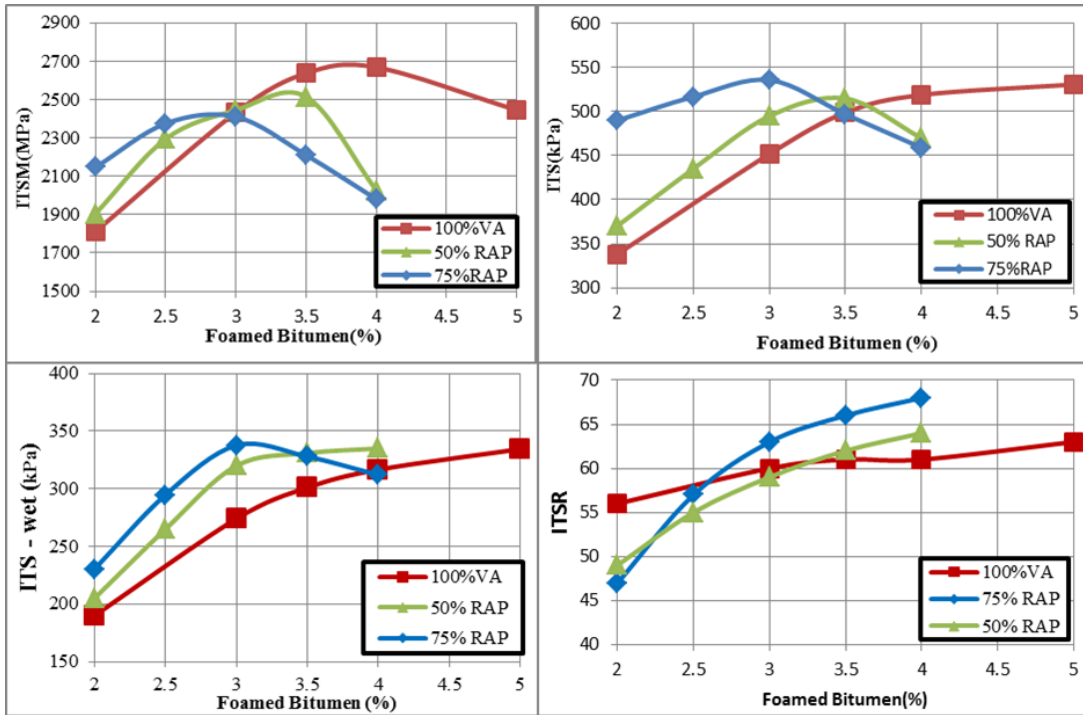 2900
2700
2500
2300
2100
1900
1700
1500
ITSM(MPa)
2 2.5 3 3.5 4 4.5 5
Foamed Bitumen(%)
100%VA
50% RAP
75%RAP
600
550
500
450
400
350
300
ITS(kPa)
2 2.5 3 3.5 4 4.5 5
Foamed Bitumen (%)
100%VA
50% RAP
75%RAP
400
350
300
250
200
150
ITS - wet (kPa)
2 2.5 3 3.5 4 4.5 5
Foamed Bitumen (%)
100%VA
50% RAP
75% RAP
70
65
60
55
50
45
40
ITSR
2 2.5 3 3.5 4 4.5 5
Foamed Bitumen(%)
100%VA
75% RAP
50% RAP